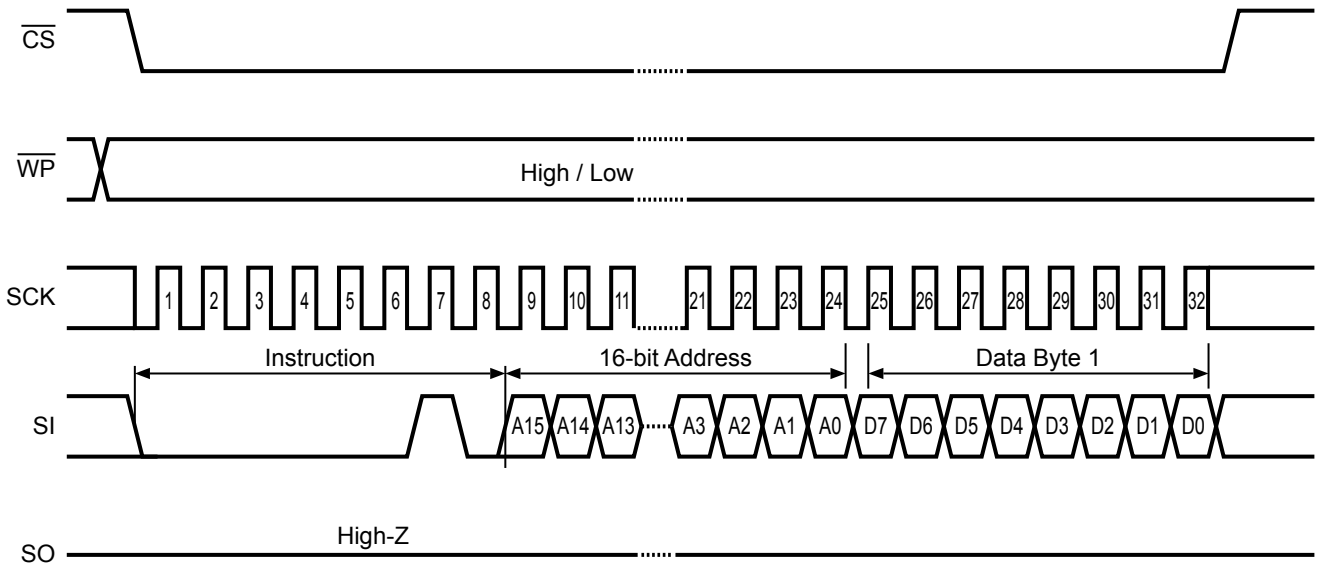 CS
WP
High / Low
SCK
1 2 3 4 5 6 7 8 9 10 11 21 22 23 24 25 26 27 28 29 30 31 32
Instruction 16-bit Address Data Byte 1
SI
A15 A14 A13 A3 A2 A1 A0 D7 D6 D5 D4 D3 D2 D1 D0
High-Z
SO